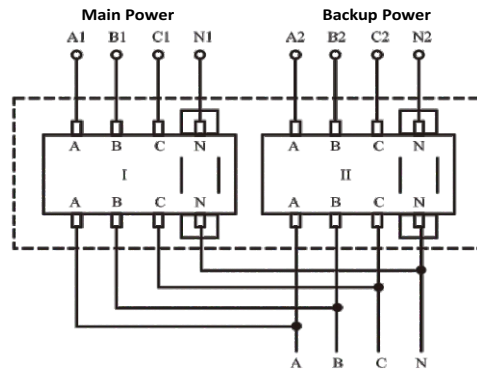 Main Power Backup Power
A1 B1 C1 N1 A2 B2 C2 N2
A B C N A B C N
I II
A B C N A B C N
A B C N